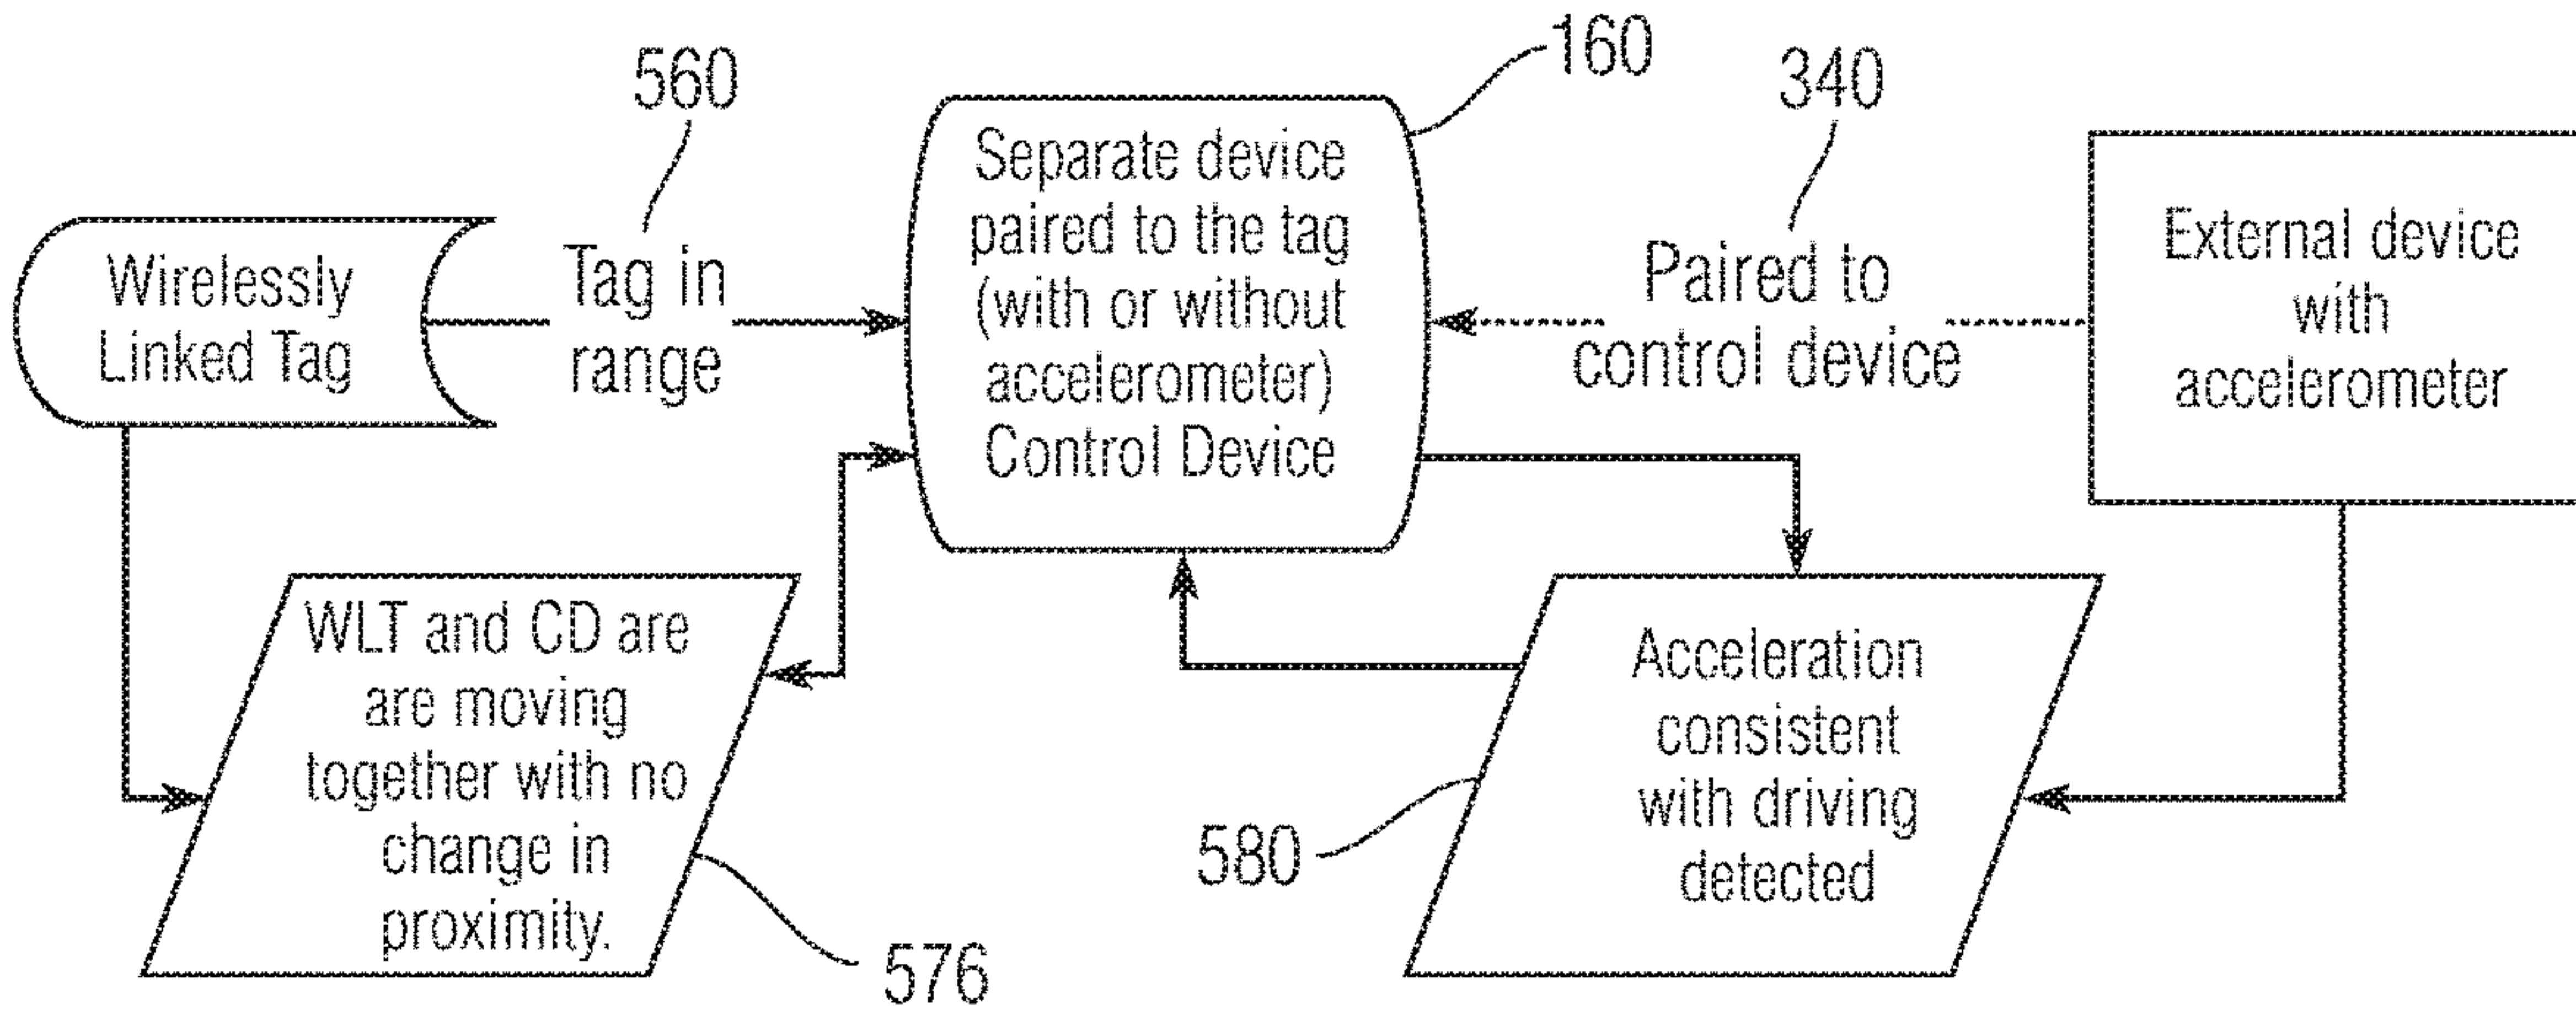 560
160
340
Wirelessly
Linked Tag
Tag in
range
Separate device
paired to the tag
(with or without
accelerometer)
Control Device
Paired to
control device
External device
with
accelerometer
WLT and CD are
are moving
together with no
change in
proximity.
576
580
Acceleration
consistent
with driving
detected